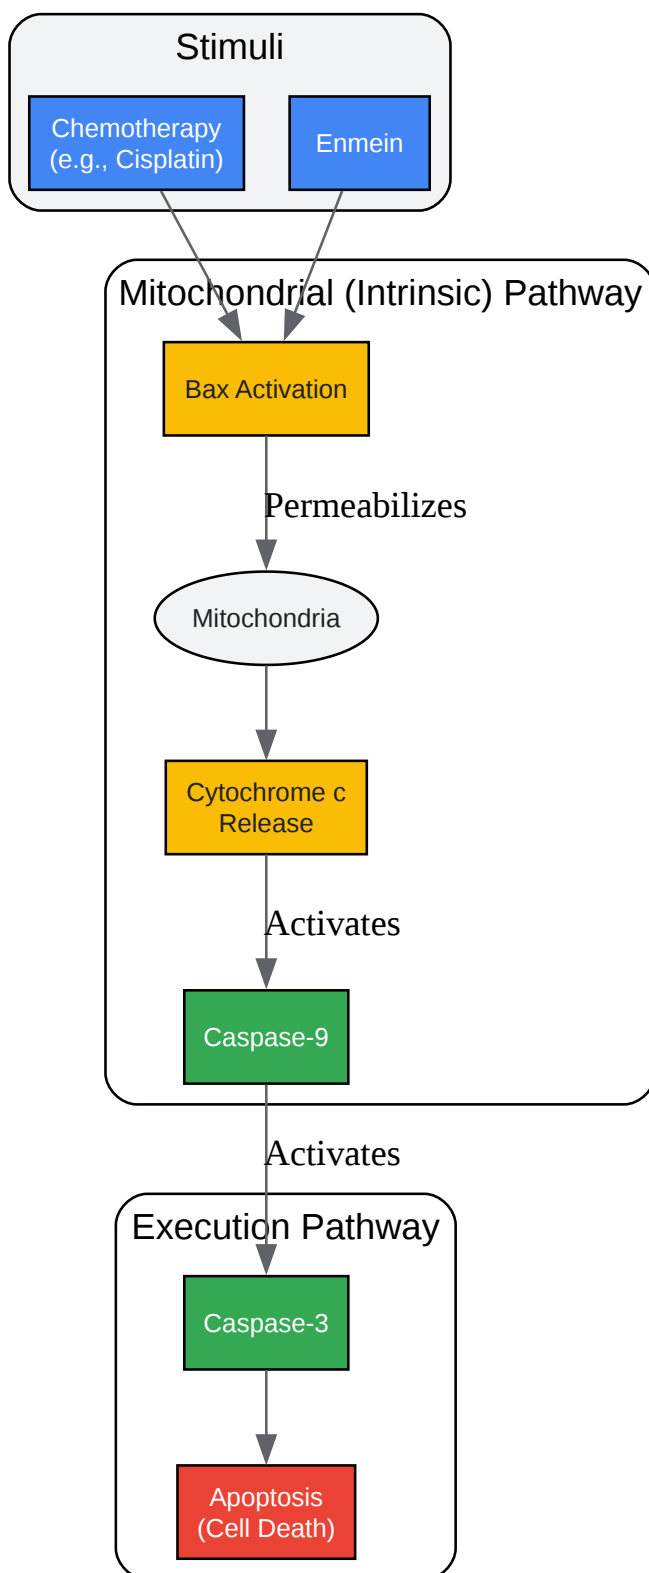 Stimuli
Chemotherapy
(e.g., Cisplatin)
Enmein
Mitochondrial (Intrinsic) Pathway
Bax Activation
Permeabilizes
Mitochondria
Cytochrome c
Release
Activates
Caspase-9
Activates
Execution Pathway
Caspase-3
Apoptosis
(Cell Death)